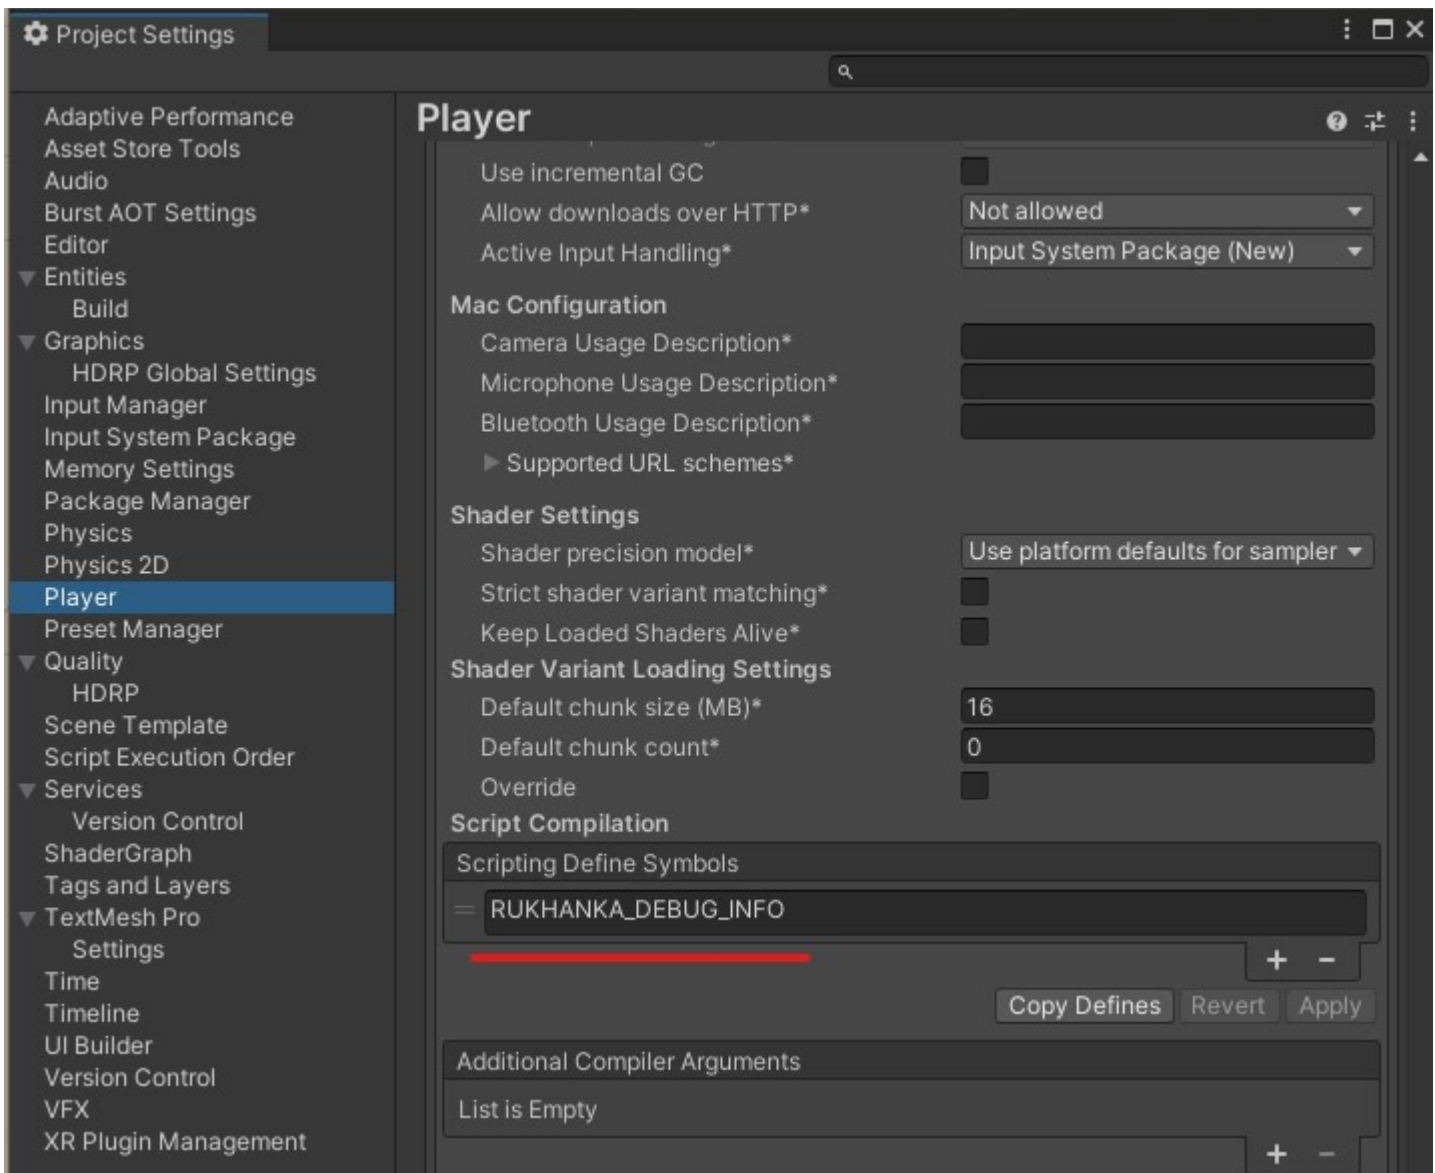 Project Settings
Adaptive Performance
Asset Store Tools
Audio
Burst AOT Settings
Editor
Entities
Build
Graphics
HDRP Global Settings
Input Manager
Input System Package
Memory Settings
Package Manager
Physics
Physics 2D
Player
Preset Manager
Quality
HDRP
Scene Template
Script Execution Order
Services
Version Control
ShaderGraph
Tags and Layers
TextMesh Pro
Settings
Time
Timeline
UI Builder
Version Control
VFX
XR Plugin Management
Player
Use incremental GC
Allow downloads over HTTP* Not allowed
Active Input Handling* Input System Package (New)
Mac Configuration
Camera Usage Description*
Microphone Usage Description*
Bluetooth Usage Description*
Supported URL schemes*
Shader Settings
Shader precision model* Use platform defaults for sampler
Strict shader variant matching*
Keep Loaded Shaders Alive*
Shader Variant Loading Settings
Default chunk size (MB)* 16
Default chunk count* 0
Override
Script Compilation
Scripting Define Symbols
RUKHANKA_DEBUG_INFO
+ −
Copy Defines Revert Apply
Additional Compiler Arguments
List is Empty
+ −